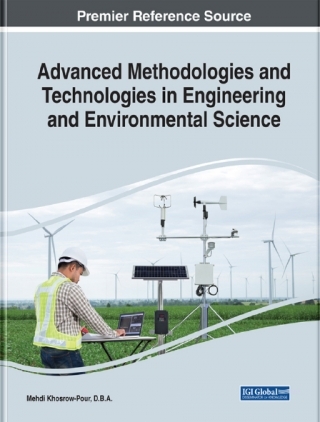 Premier Reference Source
Advanced Methodologies and
Technologies in Engineering
and Environmental Science
Mehdi Khosrow-Pour, D.B.A.
IGI Global